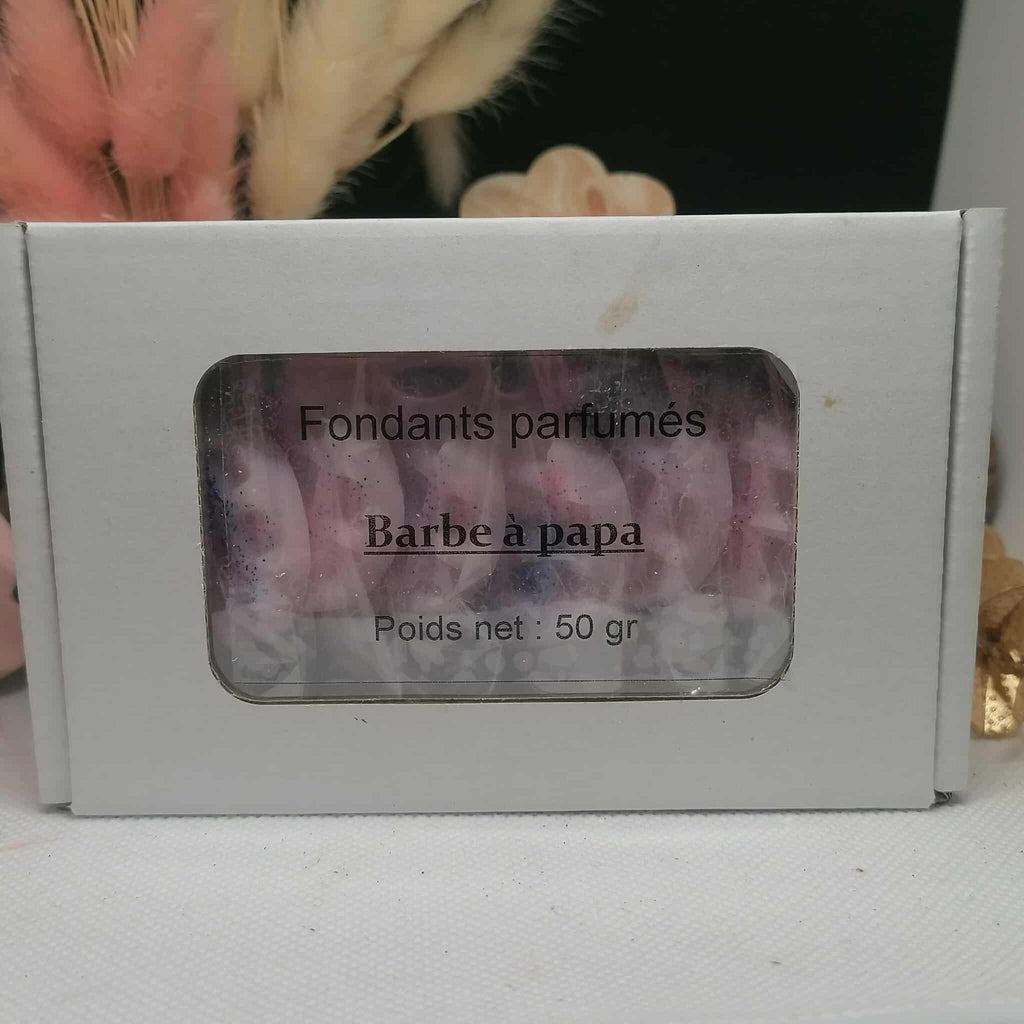 Fondants parfumés
Barbe à papa
Poids net : 50 gr